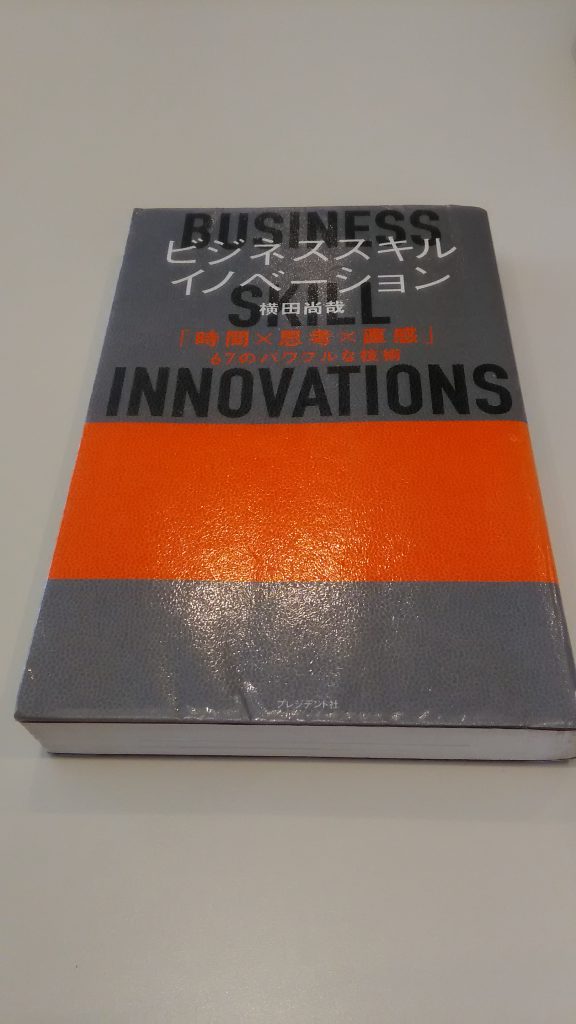 BUSINESS
ビジネススキル
イノベーション
SKILL
横田尚哉
「時間×思考×直感」
67のパワフルな技術
INNOVATIONS
プレジデント社